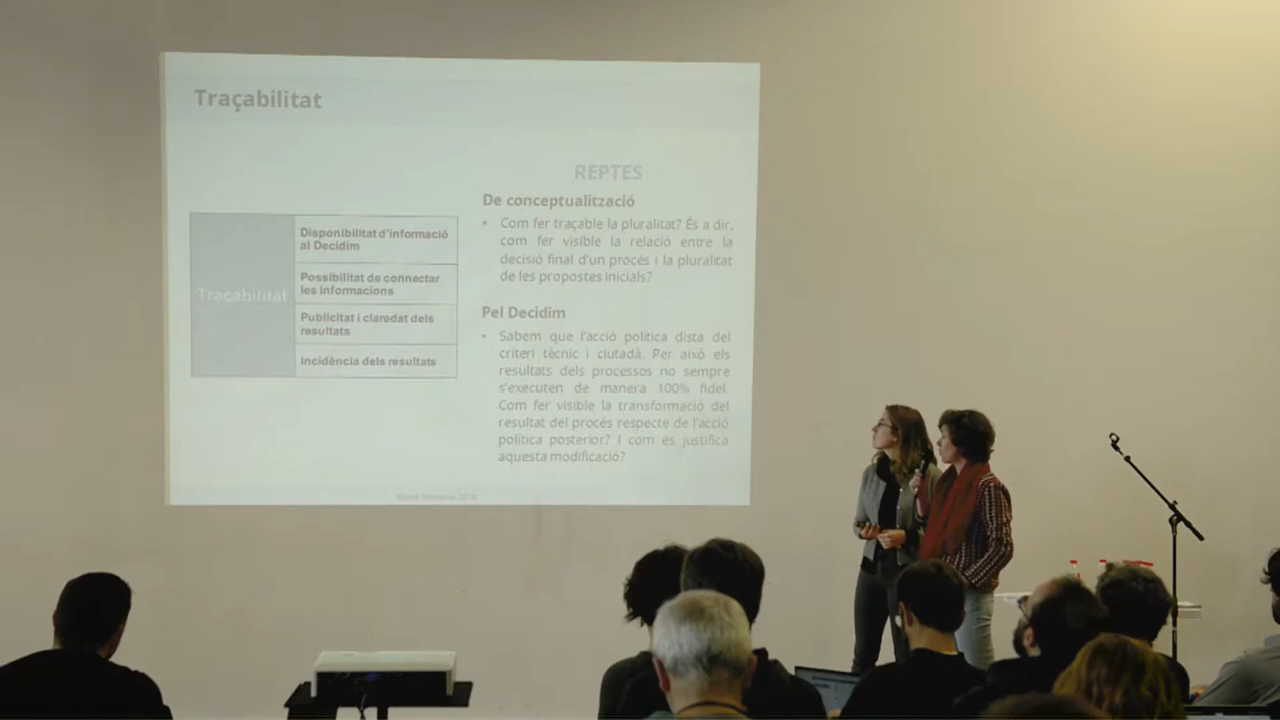 Traçabilitat
Traçabilitat
Disponibilitat d'informació
al Decidim
Possibilitat de connectar
les informacions
Publicitat i claredat dels
resultats
Incidència dels resultats
REPTES
De conceptualització
• Com fer traçable la pluralitat? És a dir,
com fer visible la relació entre la
decisió final d'un procés i la pluralitat
de les propostes inicials?
Pel Decidim
• Sabem que l'acció política dista del
criteri tècnic i ciutadà. Per això els
resultats dels processos no sempre
s'executen de manera 100% fidel.
Com fer visible la transformació del
resultat del procés respecte de l'acció
política posterior? I com es justifica
aquesta modificació?